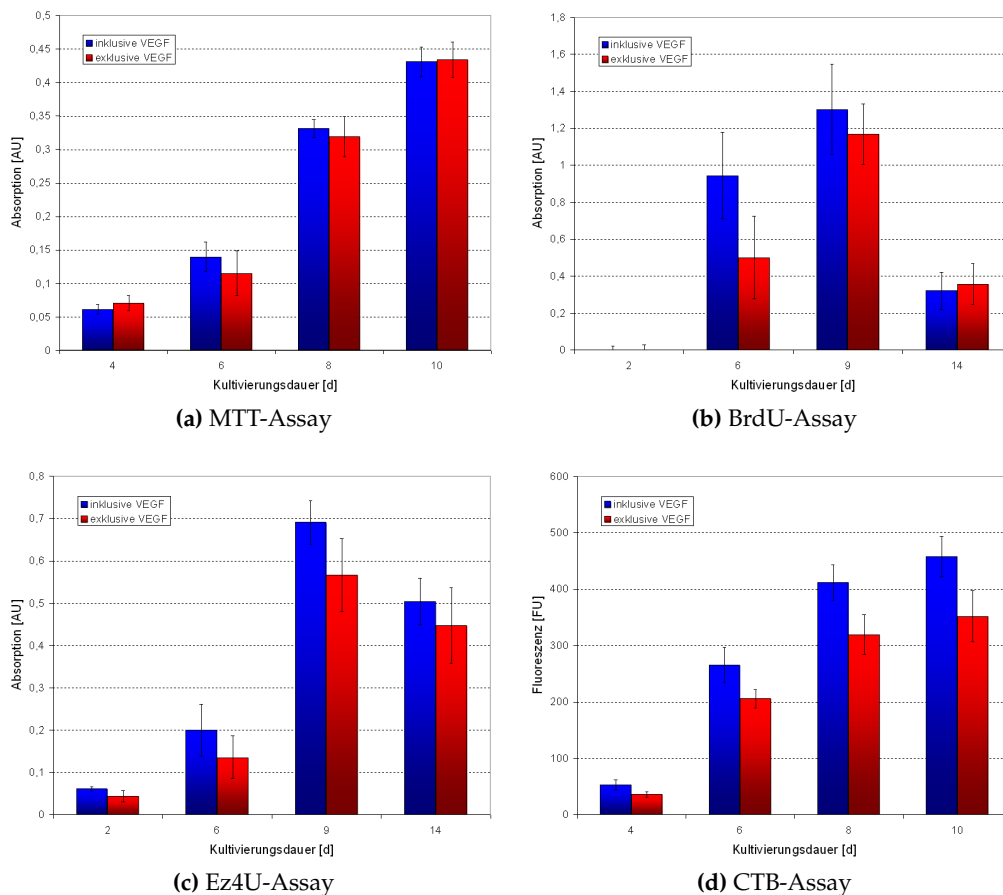 0,5
0,45
0,4
0,35
0,3
0,25
0,2
0,15
0,1
0,05
0
Absorption [AU]
inklusive VEGF
exklusive VEGF
4 6 8 10
Kultivierungsdauer [d]
(a) MTT-Assay
1,8
1,6
1,4
1,2
1
0,8
0,6
0,4
0,2
0
Absorption [AU]
inklusive VEGF
exklusive VEGF
2 6 9 14
Kultivierungsdauer [d]
(b) BrdU-Assay
0,8
0,7
0,6
0,5
0,4
0,3
0,2
0,1
0
Absorption [AU]
inklusive VEGF
exklusive VEGF
2 6 9 14
Kultivierungsdauer [d]
(c) Ez4U-Assay
600
500
400
300
200
100
0
Fluoreszenz [FU]
inklusive VEGF
exklusive VEGF
4 6 8 10
Kultivierungsdauer [d]
(d) CTB-Assay